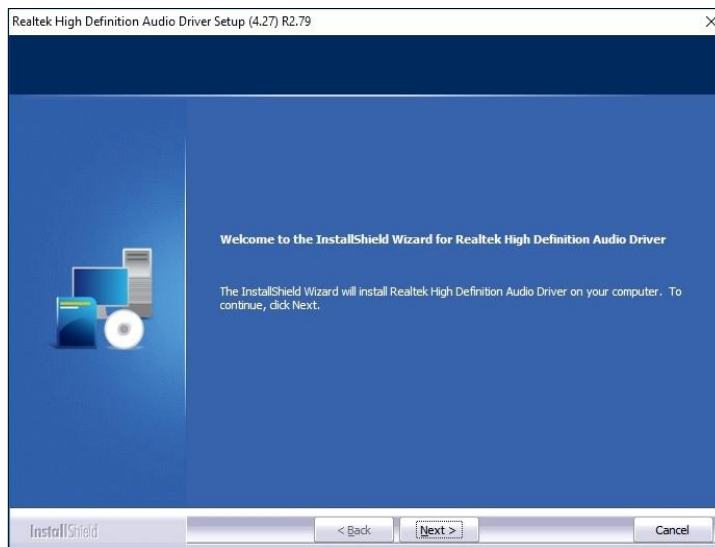 Realtek High Definition Audio Driver Setup (4.27) R2.79
Welcome to the InstallShield Wizard for Realtek High Definition Audio Driver
The InstallShield Wizard will install Realtek High Definition Audio Driver on your computer. To
continue, click Next.
InstallShield
< Back
Next >
Cancel